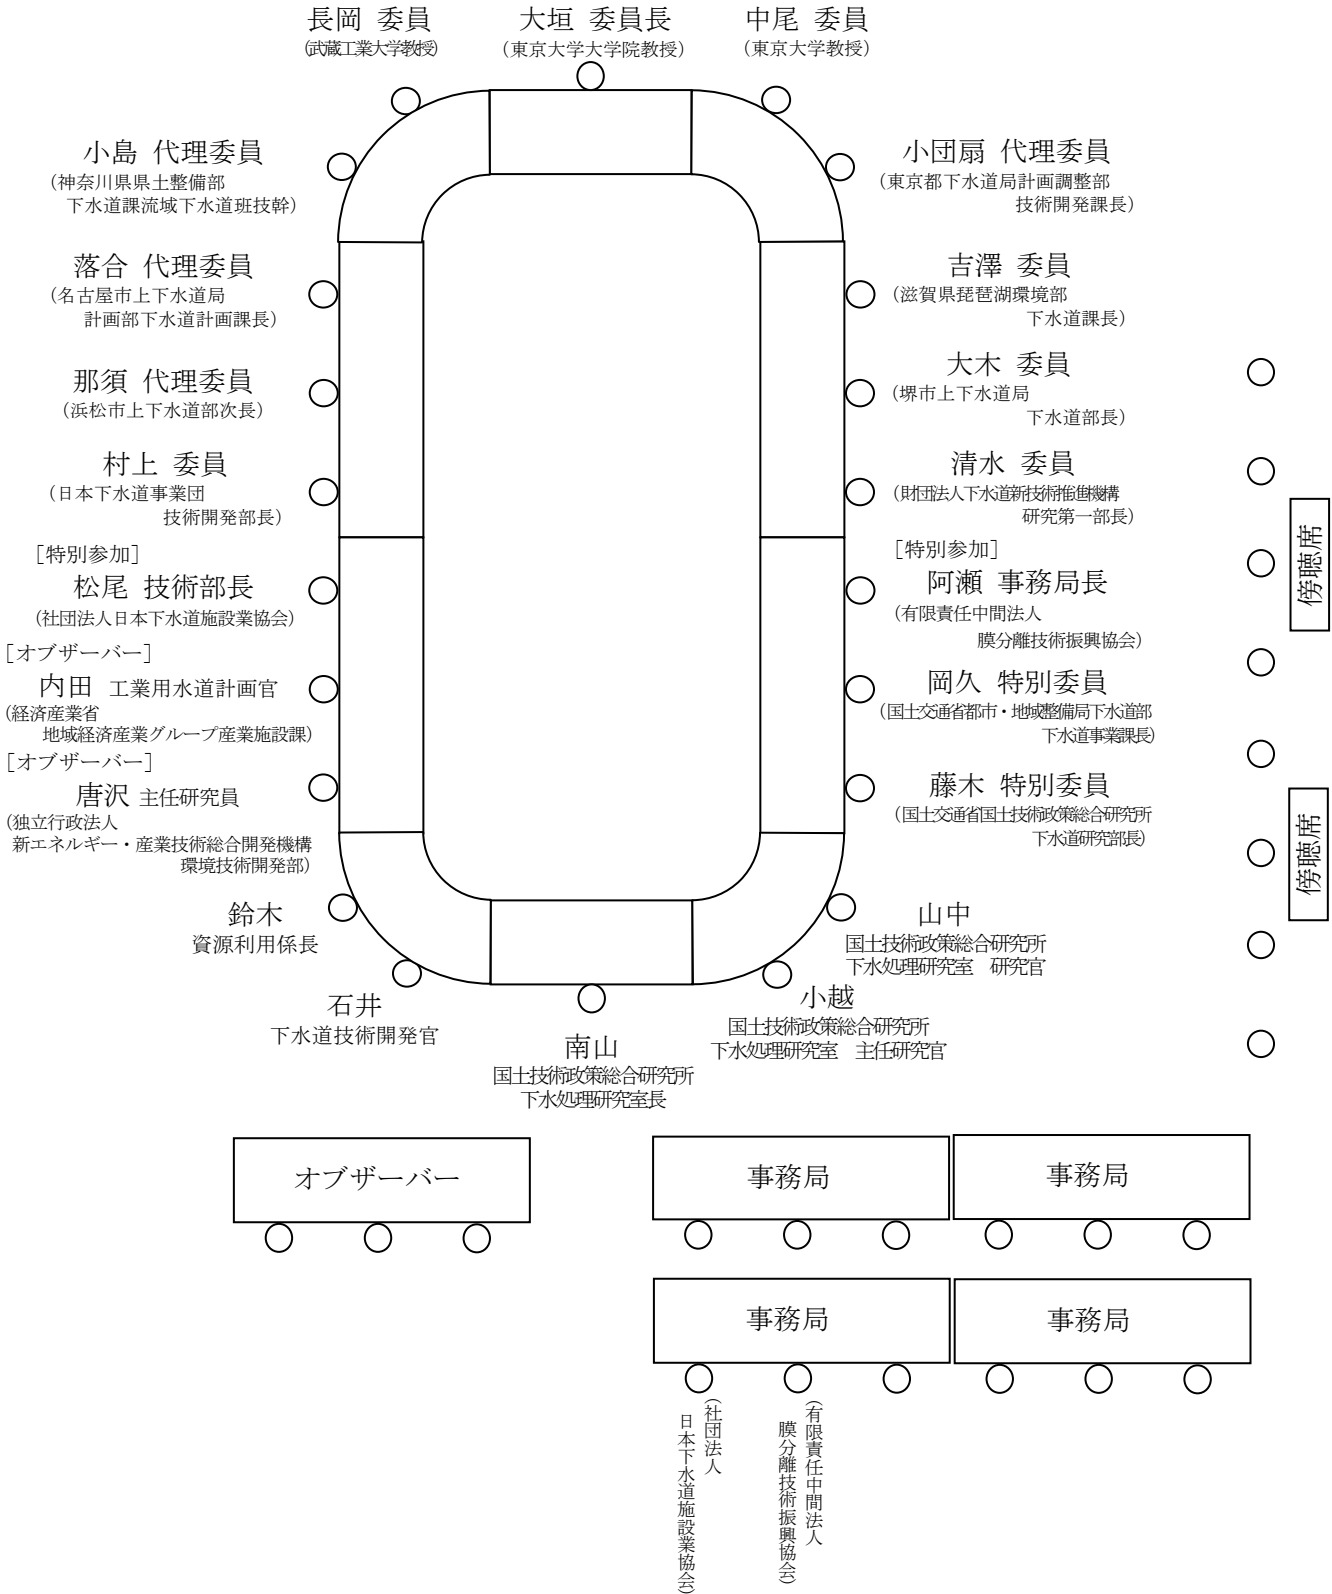 長岡 委員
（武蔵工業大学教授）
大垣 委員長
（東京大学大学院教授）
中尾 委員
（東京大学教授）
小島 代理委員
（神奈川県県土整備部
下水道課流域下水道班技幹）
落合 代理委員
（名古屋市上下水道局
計画部下水道計画課長）
那須 代理委員
（浜松市上下水道部次長）
村上 委員
（日本下水道事業団
技術開発部長）
［特別参加］
松尾 技術部長
（社団法人日本下水道施設業協会）
［オブザーバー］
内田 工業用水道計画官
（経済産業省
地域経済産業グループ産業施設課）
［オブザーバー］
唐沢 主任研究員
（独立行政法人
新エネルギー・産業技術総合開発機構
環境技術開発部）
鈴木
資源利用係長
石井
下水道技術開発官
南山
国土技術政策総合研究所
下水処理研究室長
小団扇 代理委員
（東京都下水道局計画調整部
技術開発課長）
吉澤 委員
（滋賀県琵琶湖環境部
下水道課長）
大木 委員
（堺市上下水道局
下水道部長）
清水 委員
（財団法人下水道新技術推進機構
研究第一部長）
［特別参加］
阿瀬 事務局長
（有限責任中間法人
膜分離技術振興協会）
岡久 特別委員
（国土交通省都市・地域整備局下水道部
下水道事業課長）
藤木 特別委員
（国土交通省国土技術政策総合研究所
下水道研究部長）
山中
国土技術政策総合研究所
下水処理研究室　研究官
小越
国土技術政策総合研究所
下水処理研究室　主任研究官
傍聴席
傍聴席
オブザーバー
事務局
事務局
事務局
事務局
（社団法人
日本下水道施設業協会）
（有限責任中間法人
膜分離技術振興協会）